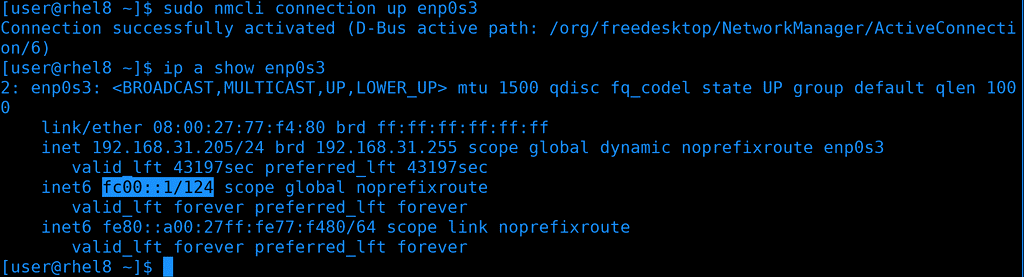 [user@rhel8 ~]$ sudo nmcli connection up enp0s3
Connection successfully activated (D-Bus active path: /org/freedesktop/NetworkManager/ActiveConnecti
on/6)
[user@rhel8 ~]$ ip a show enp0s3
2: enp0s3: <BROADCAST,MULTICAST,UP,LOWER_UP> mtu 1500 qdisc fq_codel state UP group default qlen 100
0
    link/ether 08:00:27:77:f4:80 brd ff:ff:ff:ff:ff:ff
    inet 192.168.31.205/24 brd 192.168.31.255 scope global dynamic noprefixroute enp0s3
       valid_lft 43197sec preferred_lft 43197sec
    inet6 fc00::1/124 scope global noprefixroute
       valid_lft forever preferred_lft forever
    inet6 fe80::a00:27ff:fe77:f480/64 scope link noprefixroute
       valid_lft forever preferred_lft forever
[user@rhel8 ~]$